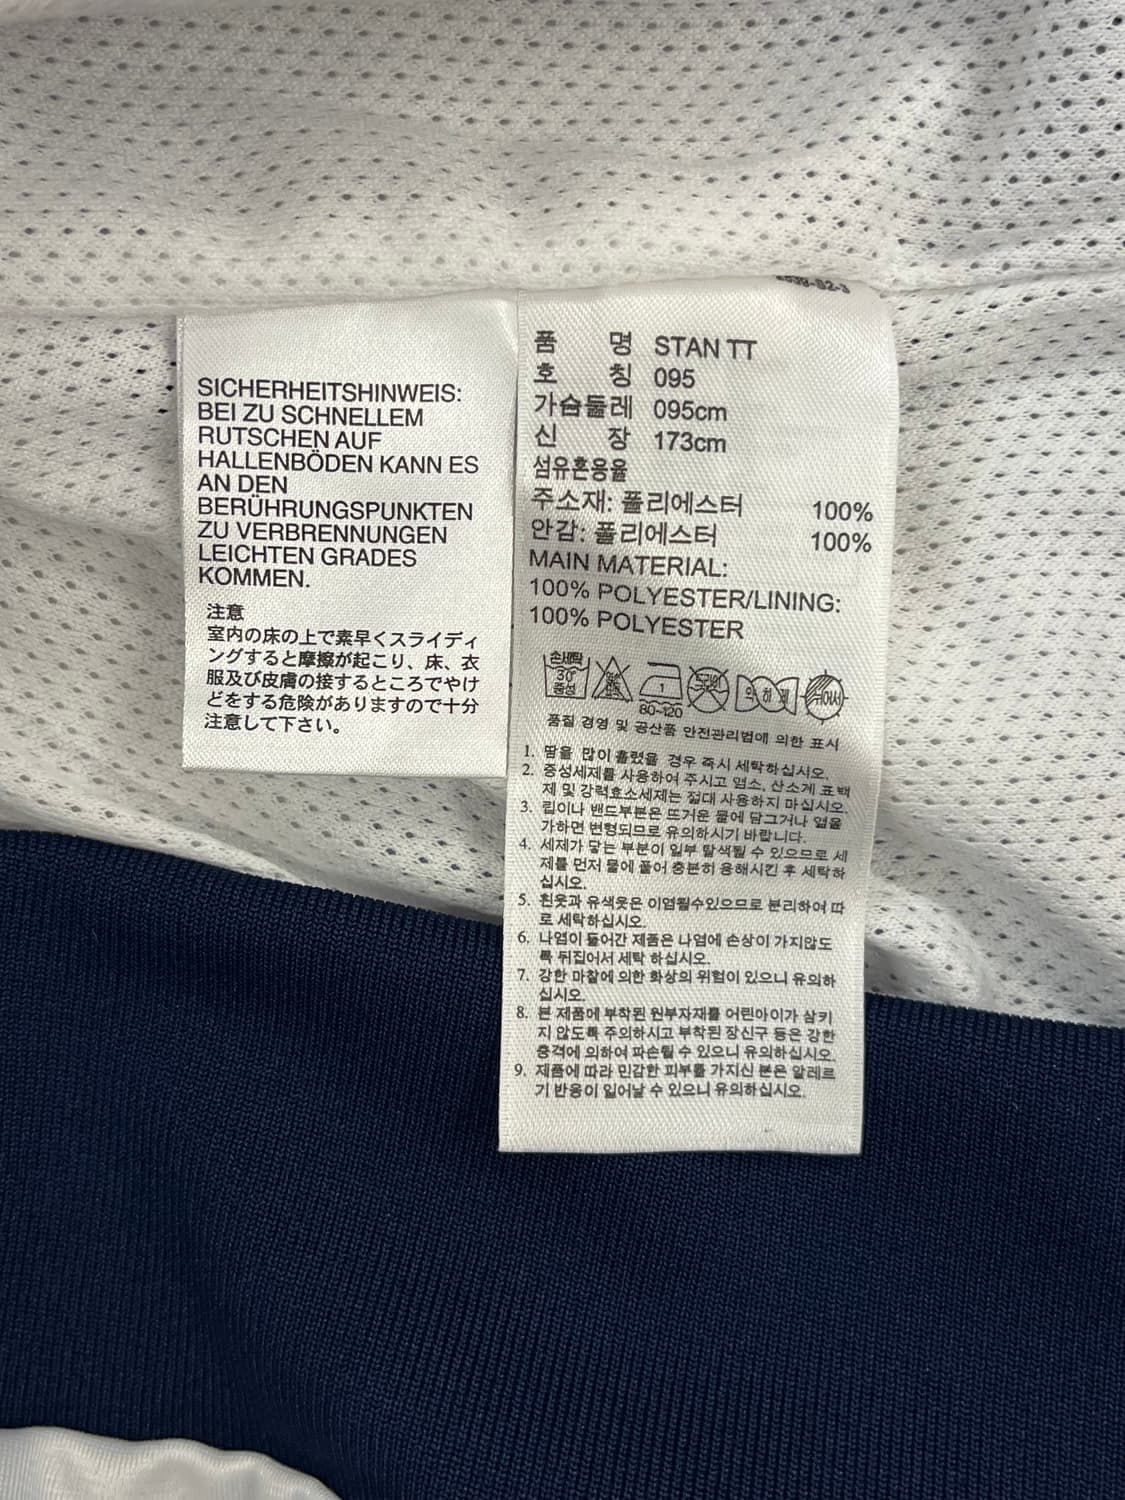 SICHERHEITSHINWEIS:
BEI ZU SCHNELLEM
RUTSCHEN AUF
HALLENBÖDEN KANN ES
AN DEN
BERÜHRUNGSPUNKTEN
ZU VERBRENNUNGEN
LEICHTEN GRADES
KOMMEN.
注意
室内の床の上で素早くスライディ
ングすると摩擦が起こり、床、衣
服及び皮膚の接するところでやけ
どをする危険がありますので十分
注意して下さい。
품 명 STAN TT
호 칭 095
가슴둘레 095cm
신 장 173cm
섬유혼용율
주소재: 폴리에스터 100%
안감: 폴리에스터 100%
MAIN MATERIAL:
100% POLYESTER/LINING:
100% POLYESTER
손세탁
30°
중성
1
80~120
드라이
약하게
뉘어서
품질 경영 및 공산품 안전관리법에 의한 표시
1. 땀을 많이 흘렸을 경우 즉시 세탁하십시오.
2. 중성세제를 사용하여 주시고 염소, 산소계 표백
제 및 강력효소세제는 절대 사용하지 마십시오.
3. 립이나 밴드부분은 뜨거운 물에 담그거나 열을
가하면 변형되므로 유의하시기 바랍니다.
4. 세제가 닿는 부분이 일부 탈색될 수 있으므로 세
제를 먼저 물에 풀어 충분히 용해시킨 후 세탁하
십시오.
5. 흰옷과 유색옷은 이염될수있으므로 분리하여 따
로 세탁하십시오.
6. 나염이 들어간 제품은 나염에 손상이 가지않도
록 뒤집어서 세탁 하십시오.
7. 강한 마찰에 의한 화상의 위험이 있으니 유의하
십시오.
8. 본 제품에 부착된 원부자재를 어린아이가 삼키
지 않도록 주의하시고 부착된 장신구 등은 강한
충격에 의하여 파손될 수 있으니 유의하십시오.
9. 제품에 따라 민감한 피부를 가지신 분은 알레르
기 반응이 일어날 수 있으니 유의하십시오.